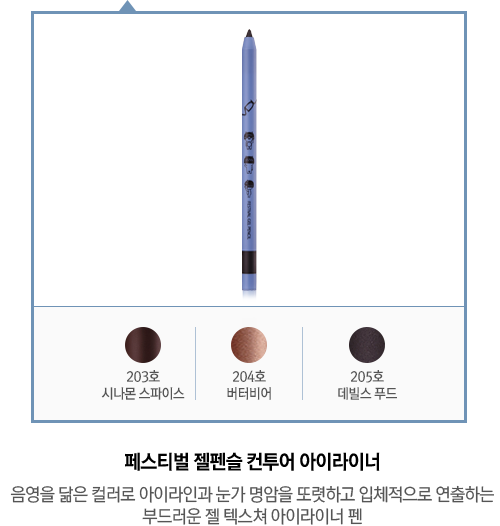 203호
시나몬 스파이스
204호
버터비어
205호
데빌스 푸드
페스티벌 젤펜슬 컨투어 아이라이너
음영을 닮은 컬러로 아이라인과 눈가 명암을 또렷하고 입체적으로 연출하는
부드러운 젤 텍스쳐 아이라이너 펜